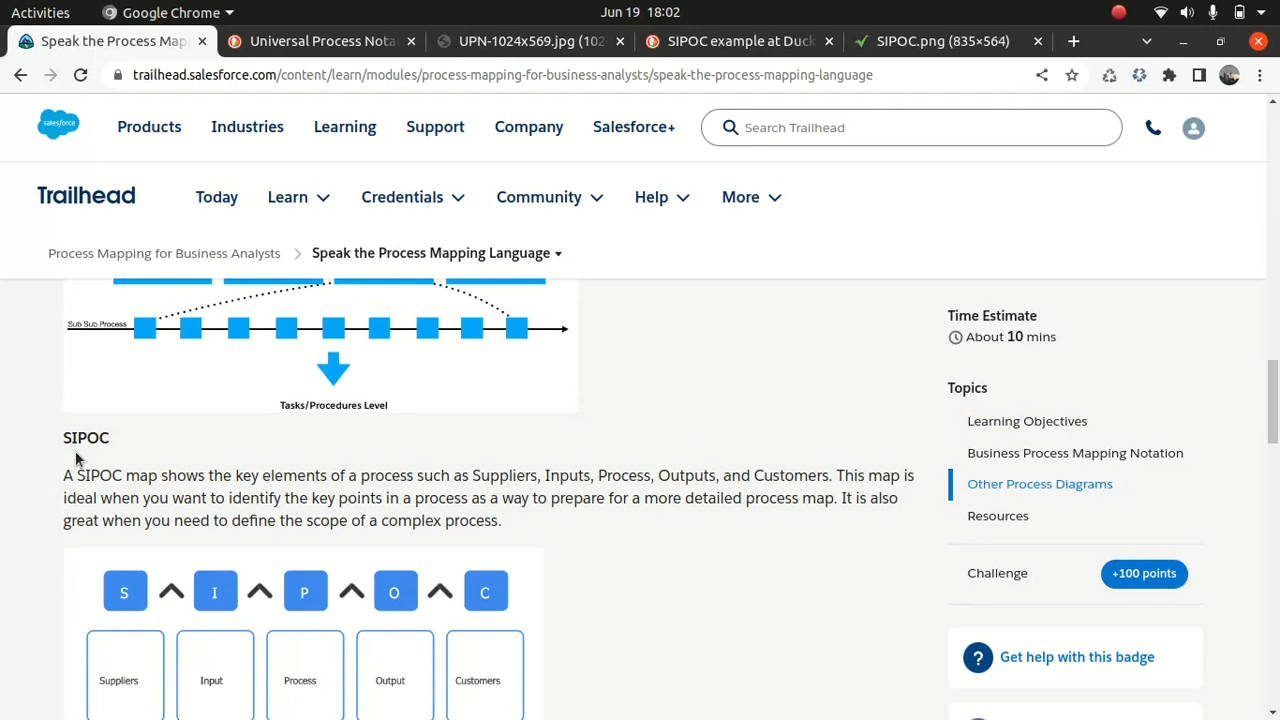 Activities
Google Chrome
Jun 19 18:02
Speak the Process Map
Universal Process Nota
UPN-1024x569.jpg (102
SIPOC example at Duck
SIPOC.png (835×564)
trailhead.salesforce.com/content/learn/modules/process-mapping-for-business-analysts/speak-the-process-mapping-language
salesforce
Products
Industries
Learning
Support
Company
Salesforce+
Search Trailhead
Trailhead
Today
Learn
Credentials
Community
Help
More
Process Mapping for Business Analysts
Speak the Process Mapping Language
Sub Sub Process
Tasks/Procedures Level
SIPOC
A SIPOC map shows the key elements of a process such as Suppliers, Inputs, Process, Outputs, and Customers. This map is
ideal when you want to identify the key points in a process as a way to prepare for a more detailed process map. It is also
great when you need to define the scope of a complex process.
S I P O C
Suppliers Input Process Output Customers
Time Estimate
About 10 mins
Topics
Learning Objectives
Business Process Mapping Notation
Other Process Diagrams
Resources
Challenge
+100 points
? Get help with this badge